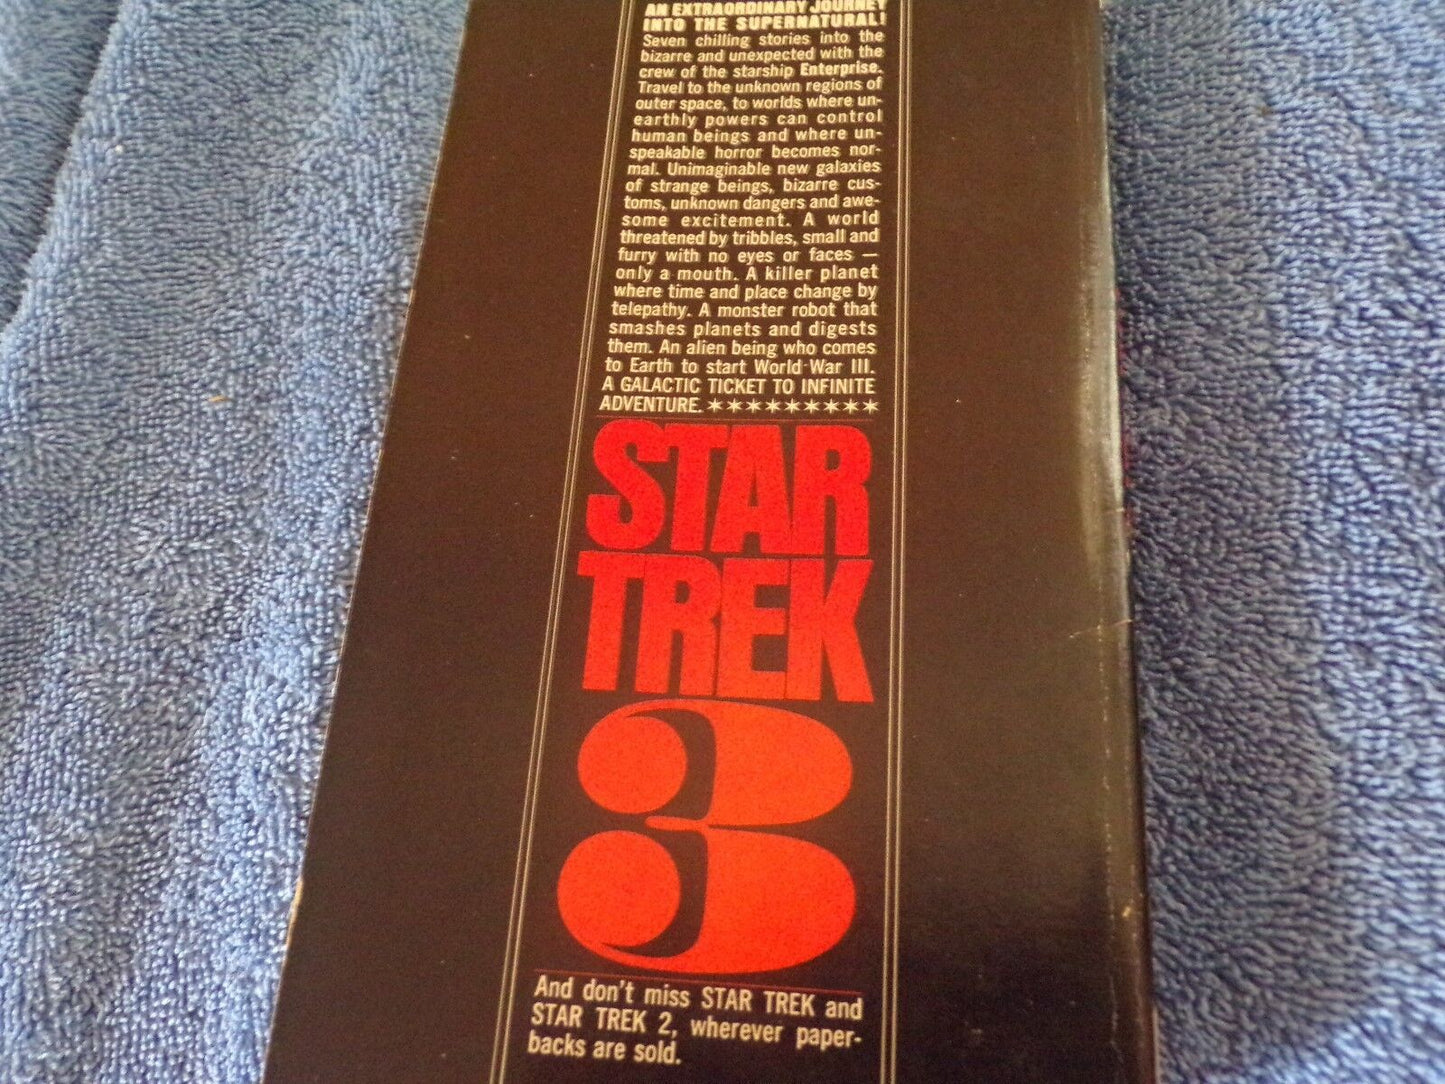 AN EXTRAORDINARY JOURNEY
INTO THE SUPERNATURAL!
Seven chilling stories into the
bizarre and unexpected with the
crew of the starship Enterprise.
Travel to the unknown regions of
outer space, to worlds where un-
earthly powers can control
human beings and where un-
speakable horror becomes nor-
mal. Unimaginable new galaxies
of strange beings, bizarre cus-
toms, unknown dangers and awe-
some excitement. A world
threatened by tribbles, small and
furry with no eyes or faces —
only a mouth. A killer planet
where time and place change by
telepathy. A monster robot that
smashes planets and digests
them. An alien being who comes
to Earth to start World War III.
A GALACTIC TICKET TO INFINITE
ADVENTURE. ★★★★★★★★★
STAR
TREK
3
And don't miss STAR TREK and
STAR TREK 2, wherever paper-
backs are sold.